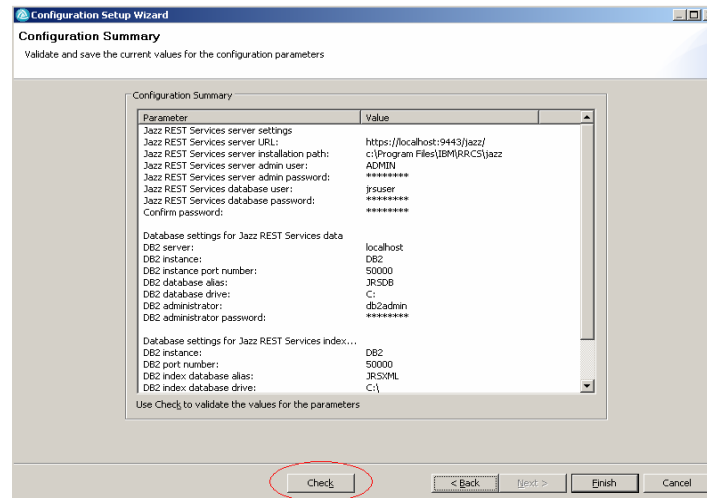 Configuration Setup Wizard
Configuration Summary
Validate and save the current values for the configuration parameters
Configuration Summary
Parameter Value
Jazz REST Services server settings
Jazz REST Services server URL: https://localhost:9443/jazz/
Jazz REST Services server installation path: c:\Program Files\IBM\RRCS\jazz
Jazz REST Services server admin user: ADMIN
Jazz REST Services server admin password: ********
Jazz REST Services database user: jrsuser
Jazz REST Services database password: ********
Confirm password: ********
Database settings for Jazz REST Services data
DB2 server: localhost
DB2 instance: DB2
DB2 instance port number: 50000
DB2 database alias: JRSDB
DB2 database drive: C:
DB2 administrator: db2admin
DB2 administrator password: ********
Database settings for Jazz REST Services index...
DB2 instance: DB2
DB2 port number: 50000
DB2 index database alias: JRSXML
DB2 index database drive: C:\
Use Check to validate the values for the parameters
Check < Back Next > Finish Cancel